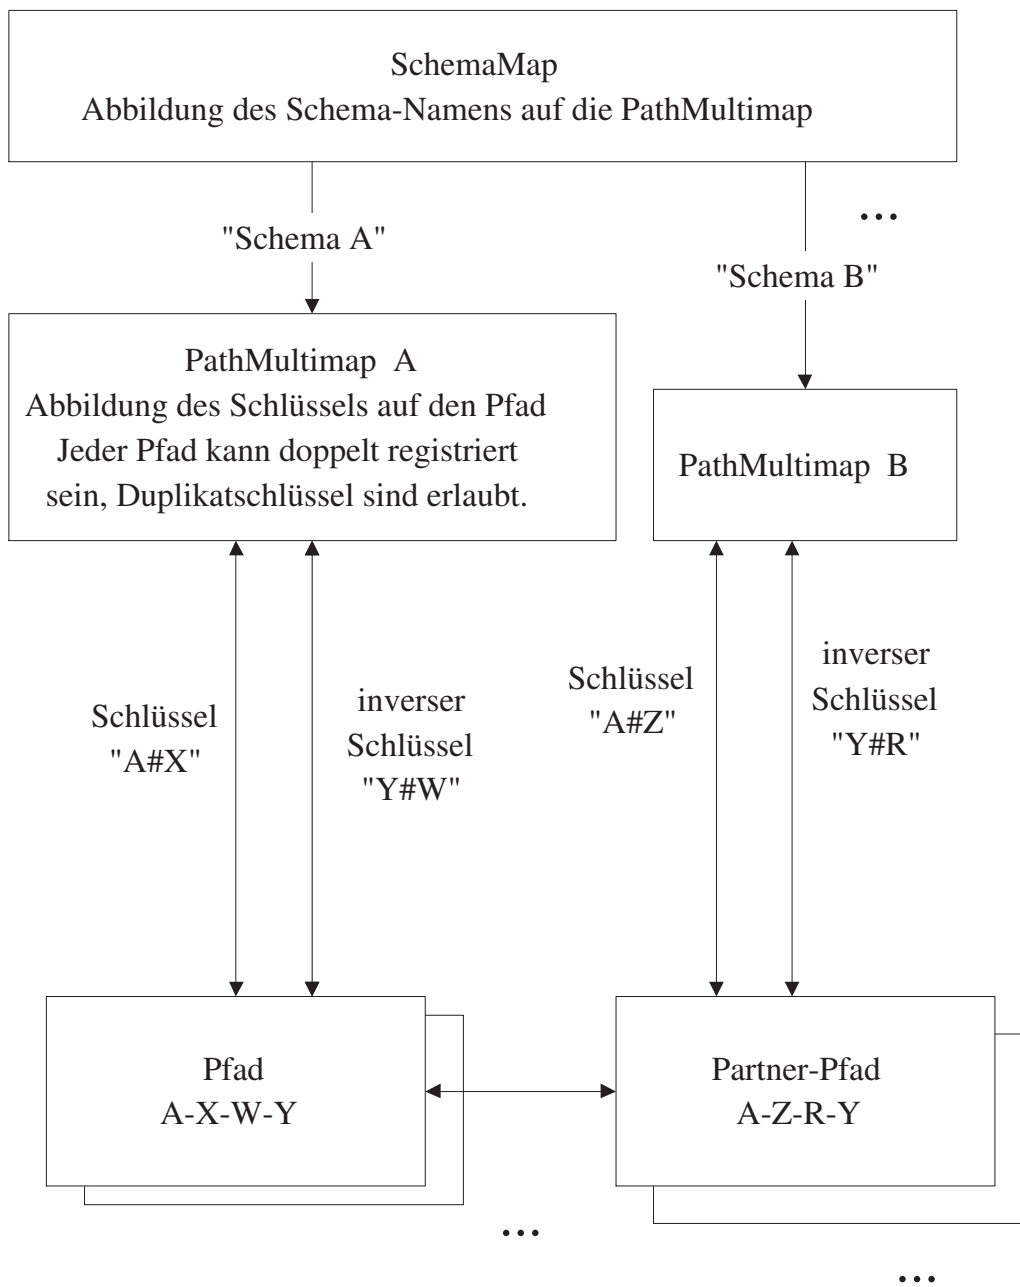 SchemaMap
Abbildung des Schema-Namens auf die PathMultimap
...
"Schema A"
"Schema B"
PathMultimap A
Abbildung des Schlüssels auf den Pfad
Jeder Pfad kann doppelt registriert
sein, Duplikatschlüssel sind erlaubt.
PathMultimap B
Schlüssel
"A#X"
inverser
Schlüssel
"Y#W"
Schlüssel
"A#Z"
inverser
Schlüssel
"Y#R"
Pfad
A-X-W-Y
Partner-Pfad
A-Z-R-Y
...
...